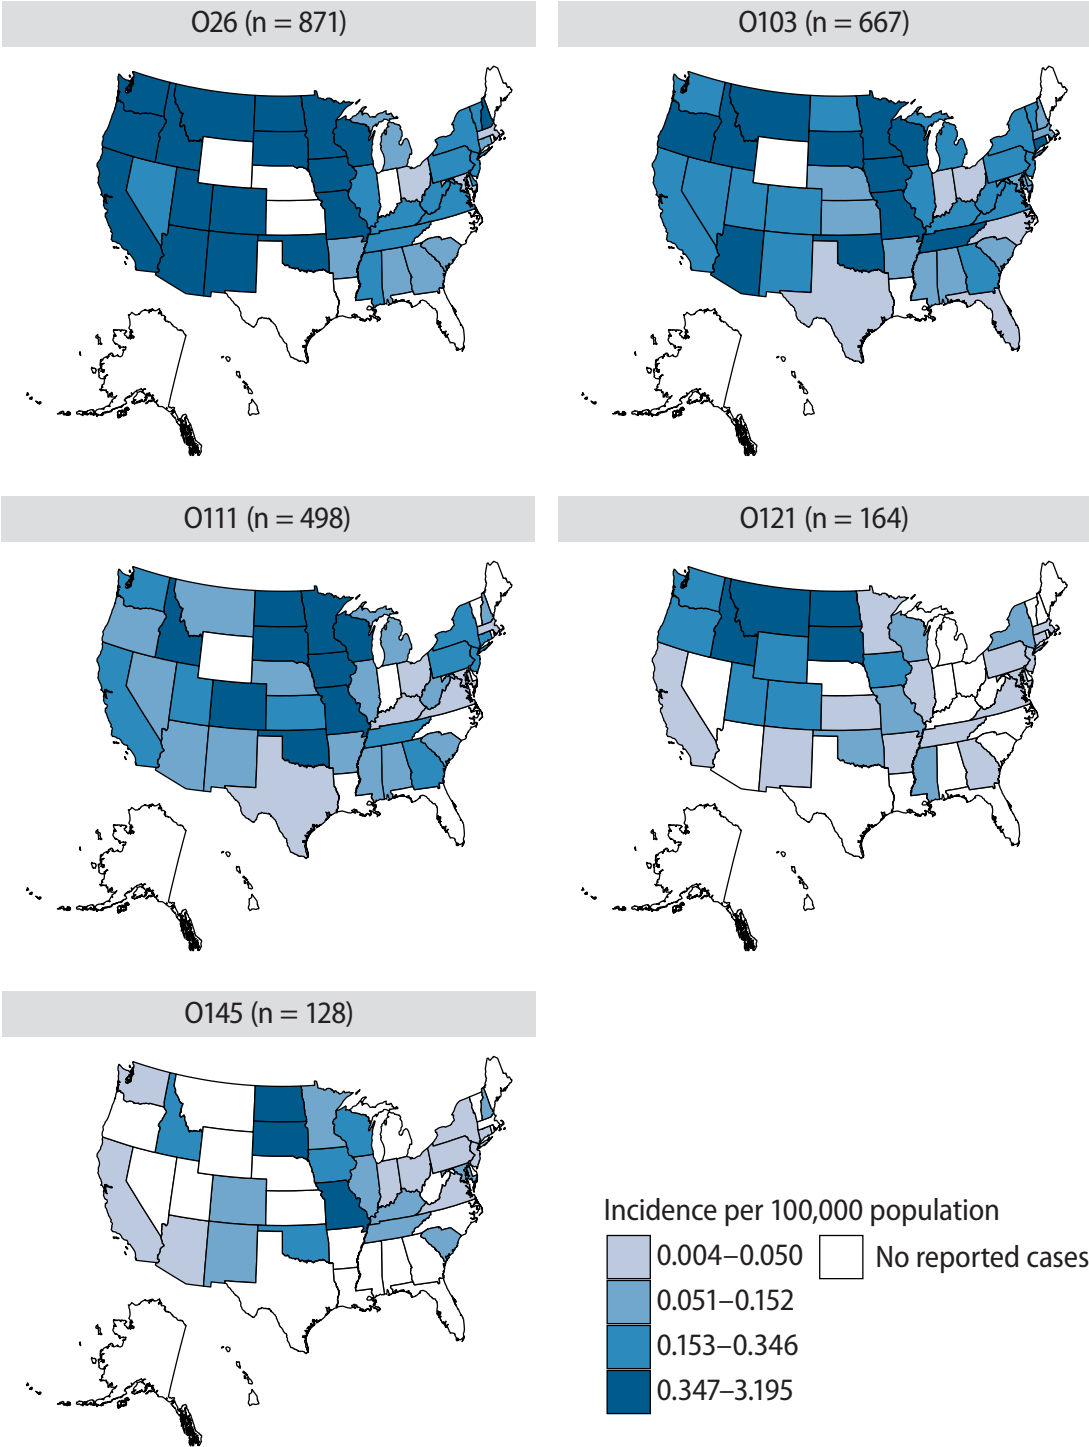 O26 (n = 871)
O103 (n = 667)
O111 (n = 498)
O121 (n = 164)
O145 (n = 128)
Incidence per 100,000 population
0.004–0.050
No reported cases
0.051–0.152
0.153–0.346
0.347–3.195